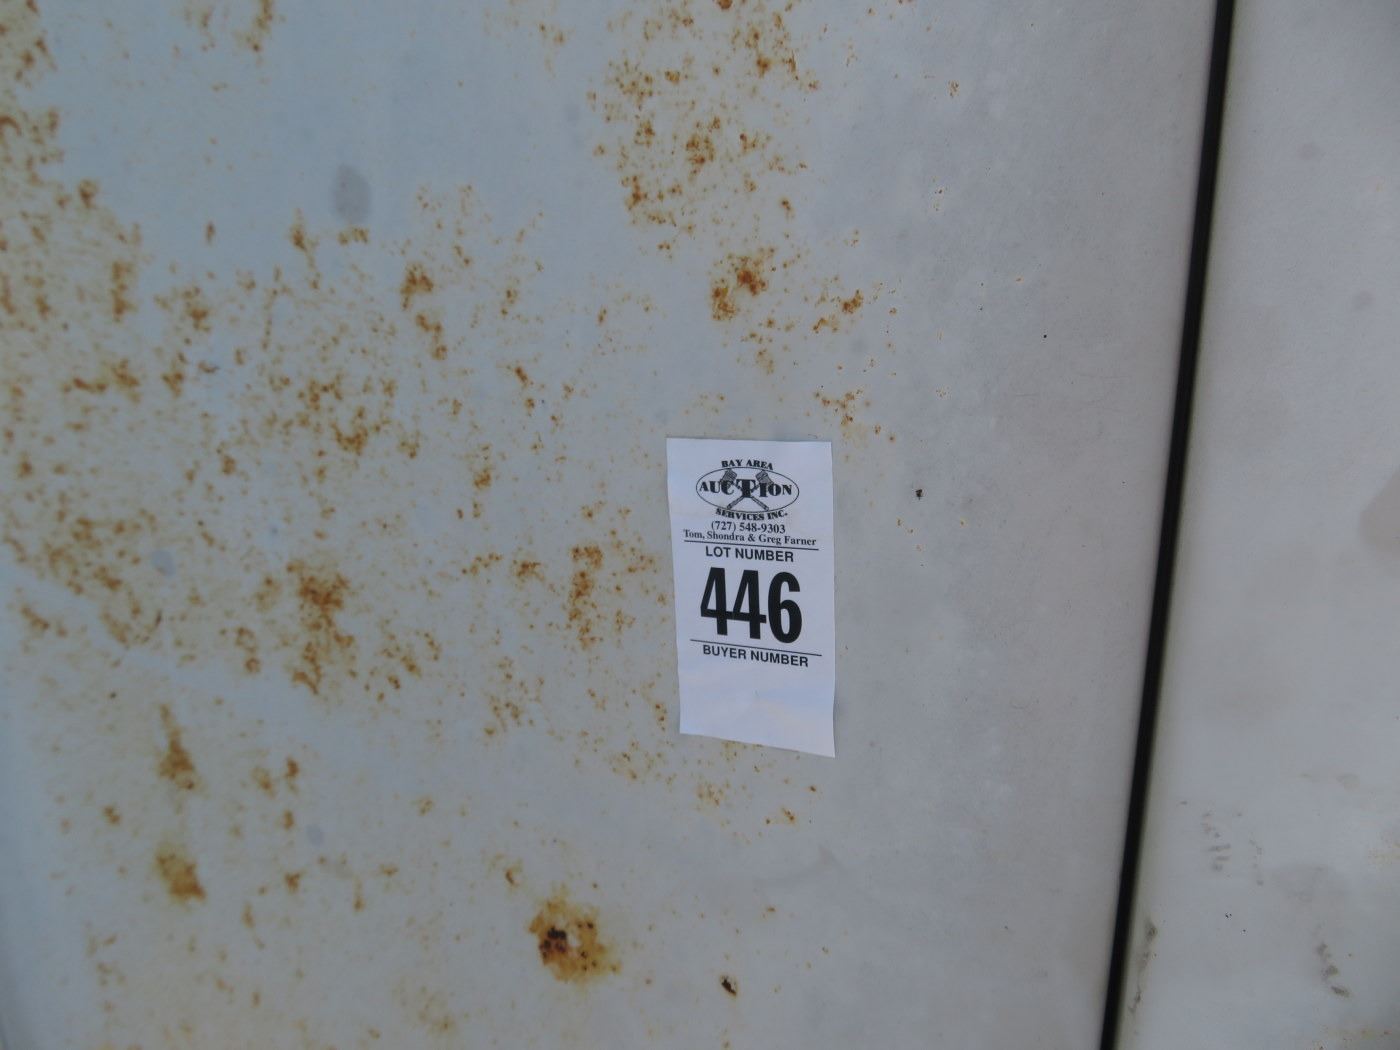 BAY AREA
AUCTION
SERVICES INC.
(727) 548-9303
Tom, Shondra & Greg Farner
LOT NUMBER
446
BUYER NUMBER